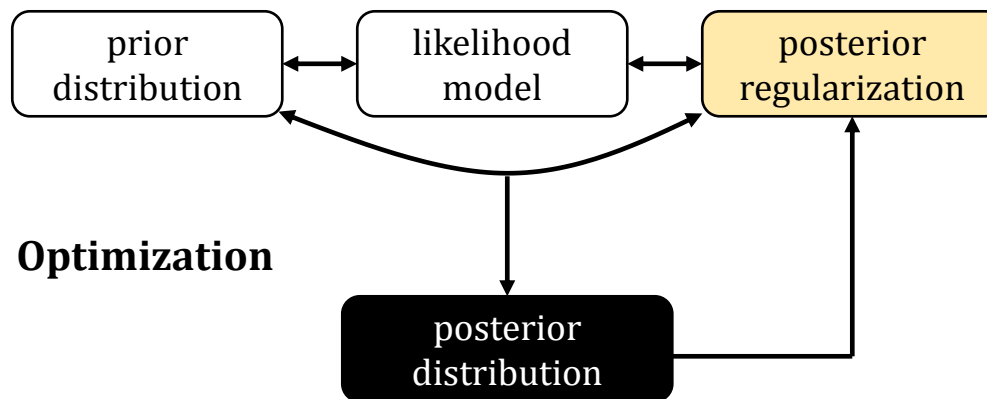 prior
distribution
likelihood
model
posterior
regularization
Optimization
posterior
distribution